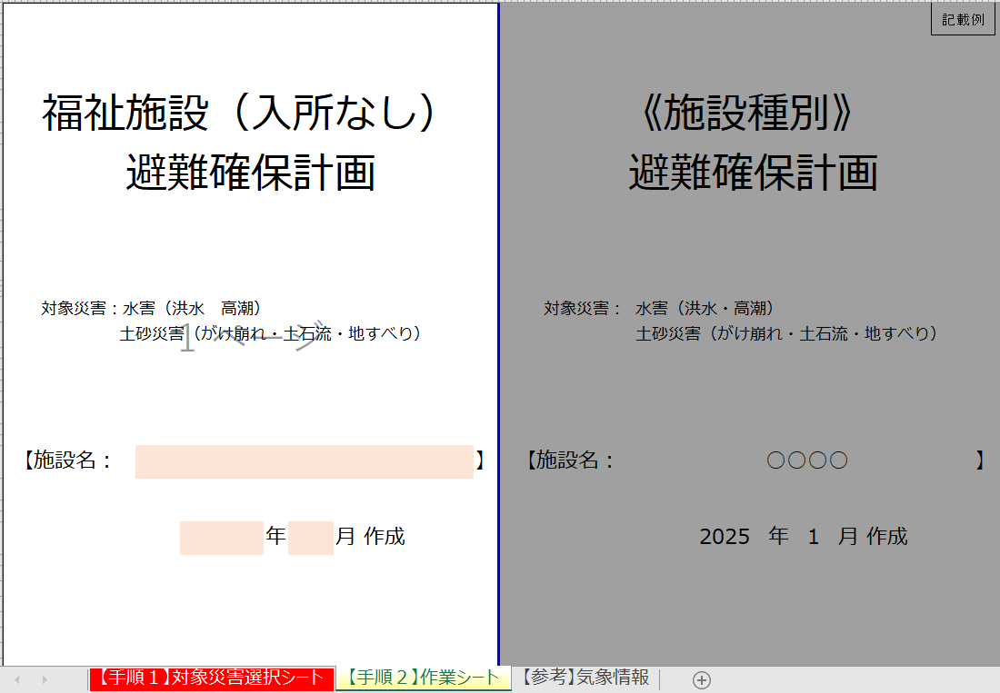 福祉施設（入所なし）
避難確保計画
対象災害：水害（洪水　高潮）
土砂災害（がけ崩れ・土石流・地すべり）
1 ページ
【施設名：　】
年　月 作成
記載例
《施設種別》
避難確保計画
対象災害：　水害（洪水・高潮）
土砂災害（がけ崩れ・土石流・地すべり）
【施設名：　〇〇〇〇　】
2025　年　1　月 作成
【手順１】対象災害選択シート　【手順２】作業シート　【参考】気象情報